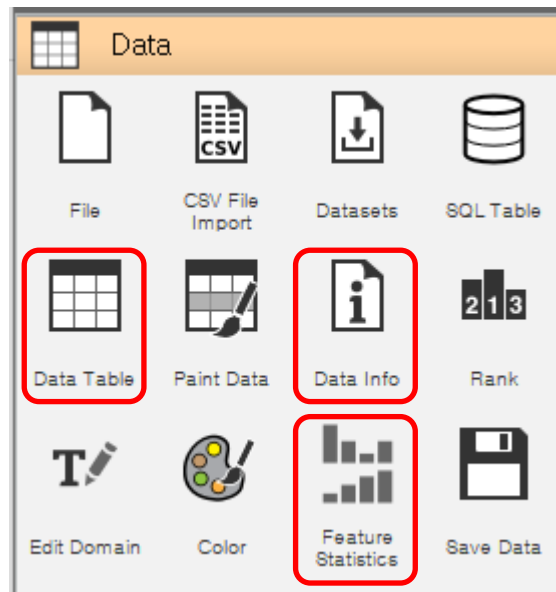 Data
CSV
File
CSV File
Import
Datasets
SQL Table
i
2 1 3
Data Table
Paint Data
Data Info
Rank
T
Edit Domain
Color
Feature
Statistics
Save Data